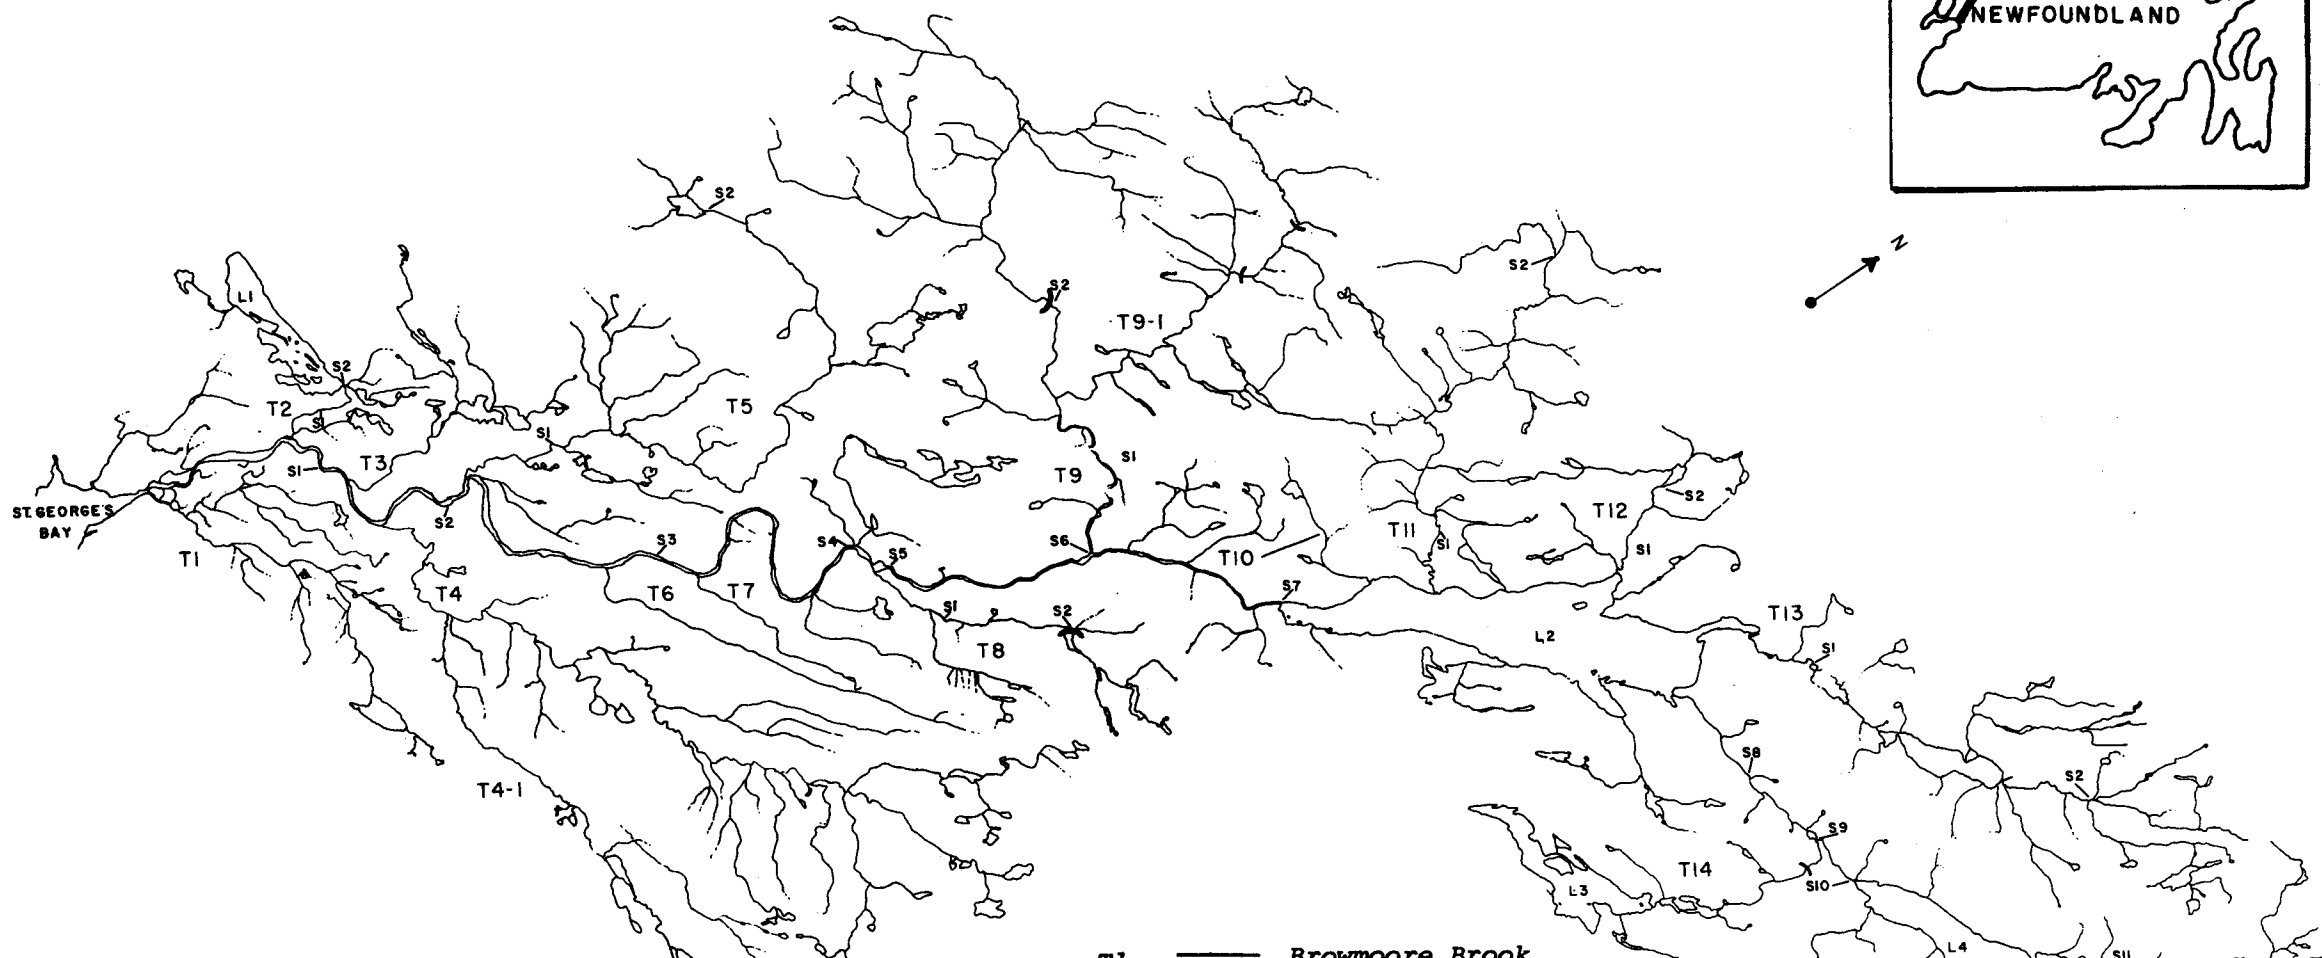 NEWFOUNDLAND
S2
S2
N
S2
L1
T9-1
S2
T2
S1
T5
S1
S1
T3
S1
T9
S2
ST. GEORGE'S
BAY
S2
T12
T11
S1
S1
T1
S3
S4
S5
S6
T10
S7
T4
T6
T7
S1
S2
T13
L2
T8
S1
S8
S2
T4-1
S9
T14
S10
L3
L4
S11
T1 Browmoore Brook